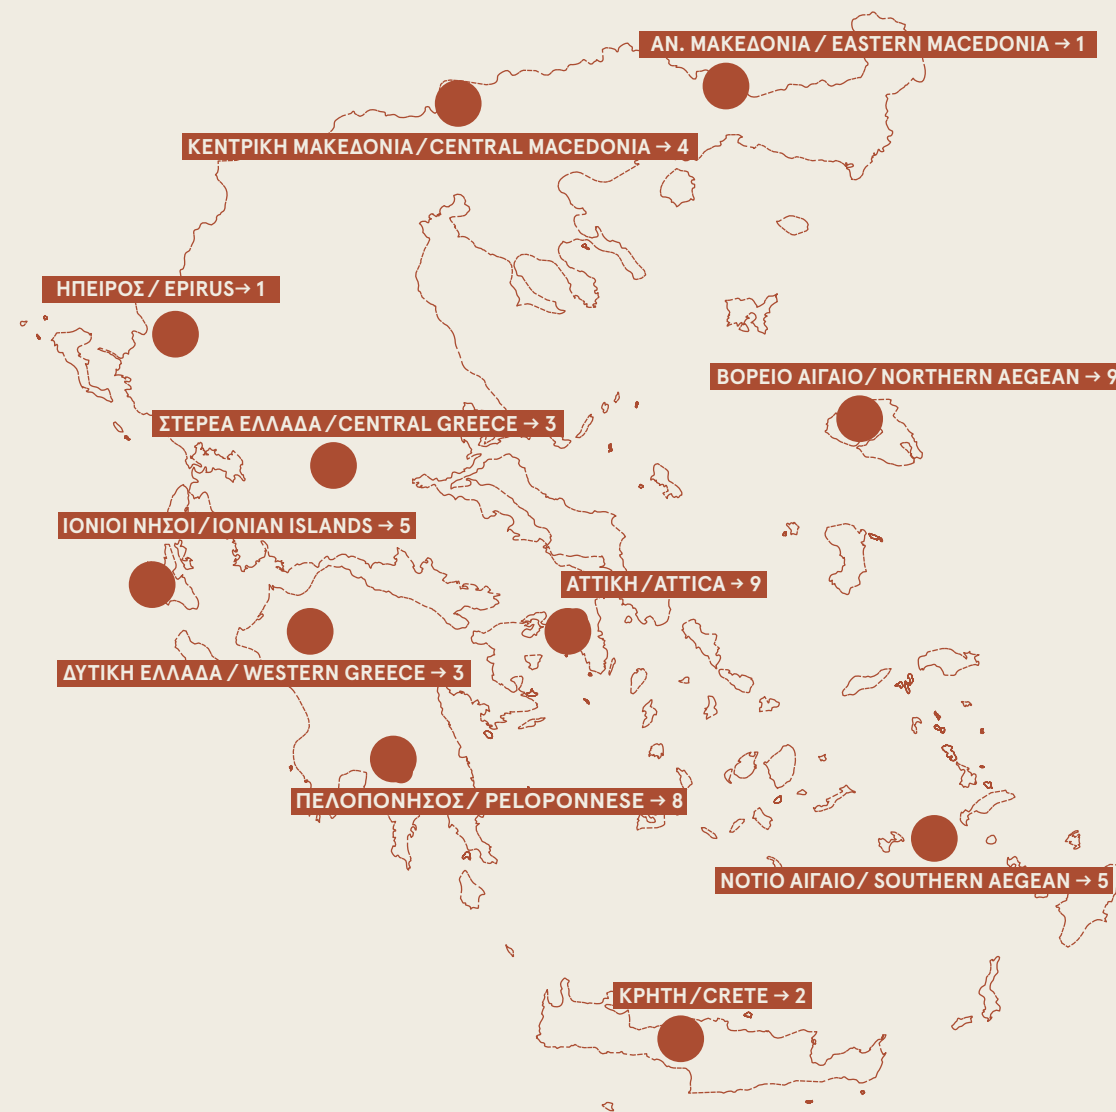 ΑΝ. ΜΑΚΕΔΟΝΙΑ / EASTERN MACEDONIA → 1
ΚΕΝΤΡΙΚΗ ΜΑΚΕΔΟΝΙΑ / CENTRAL MACEDONIA → 4
ΗΠΕΙΡΟΣ / EPIRUS → 1
ΒΟΡΕΙΟ ΑΙΓΑΙΟ / NORTHERN AEGEAN → 9
ΣΤΕΡΕΑ ΕΛΛΑΔΑ / CENTRAL GREECE → 3
ΙΟΝΙΟΙ ΝΗΣΟΙ / IONIAN ISLANDS → 5
ΑΤΤΙΚΗ / ATTICA → 9
ΔΥΤΙΚΗ ΕΛΛΑΔΑ / WESTERN GREECE → 3
ΠΕΛΟΠΟΝΗΣΟΣ / PELOPONNESE → 8
ΝΟΤΙΟ ΑΙΓΑΙΟ / SOUTHERN AEGEAN → 5
ΚΡΗΤΗ / CRETE → 2